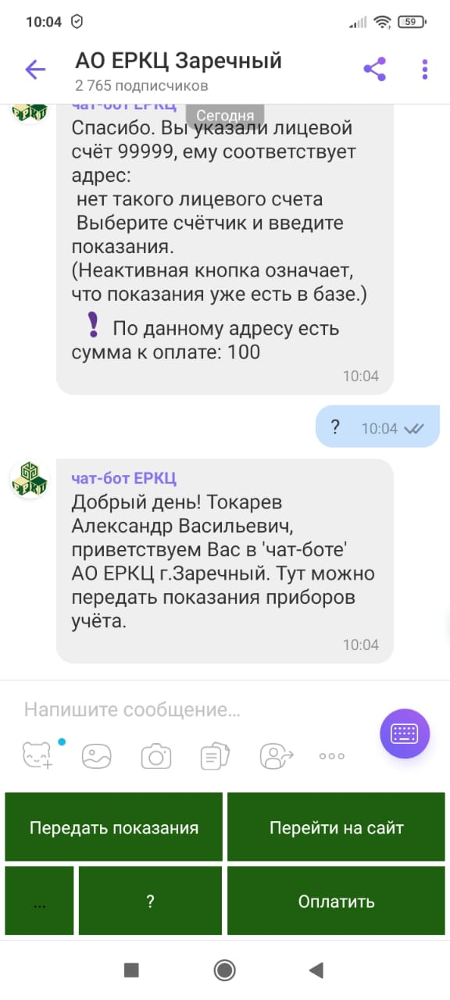 10:04
59
АО ЕРКЦ Заречный
2 765 подписчиков
чат-бот ЕРКЦ
Сегодня
Спасибо. Вы указали лицевой
счёт 99999, ему соответствует
адрес:
нет такого лицевого счета
Выберите счётчик и введите
показания.
(Неактивная кнопка означает,
что показания уже есть в базе.)
❗ По данному адресу есть
сумма к оплате: 100
10:04
? 10:04
чат-бот ЕРКЦ
Добрый день! Токарев
Александр Васильевич,
приветствуем Вас в 'чат-боте'
АО ЕРКЦ г.Заречный. Тут можно
передать показания приборов
учёта.
10:04
Напишите сообщение...
Передать показания
Перейти на сайт
...
?
Оплатить